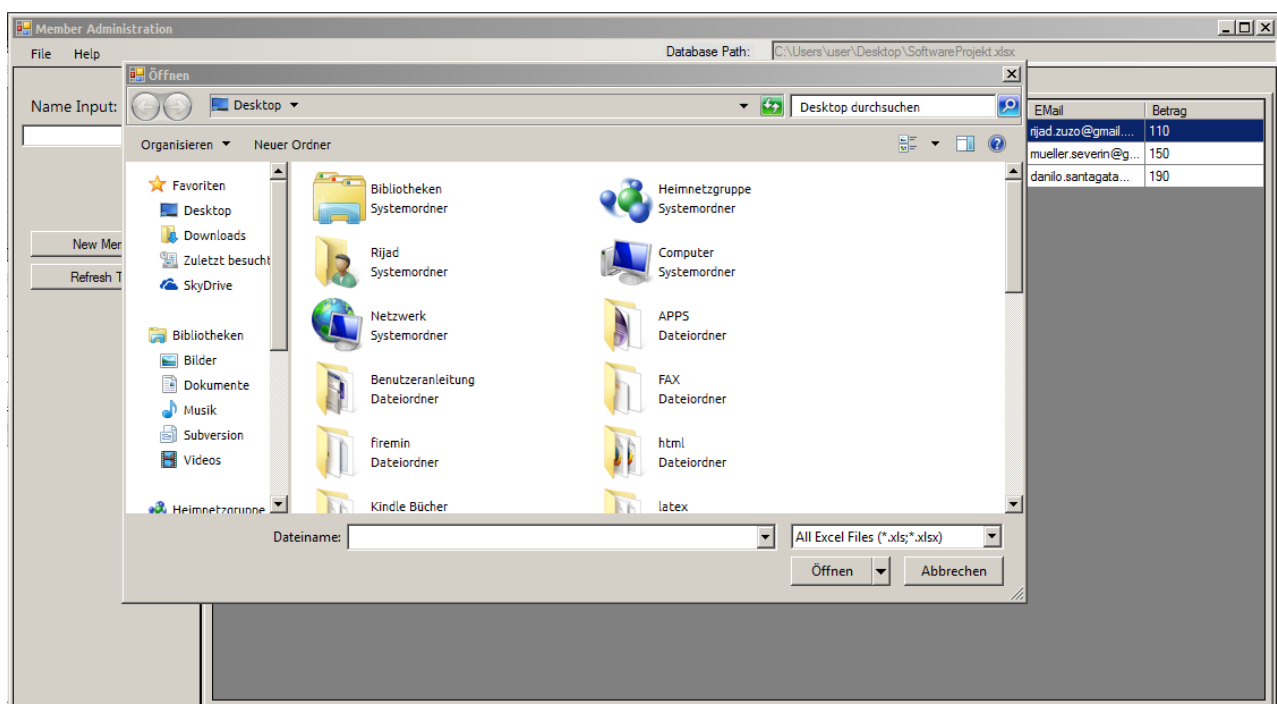 Member Administration
File Help
Database Path: C:\Users\user\Desktop\SoftwareProjekt.xlsx
Öffnen
Name Input:
Desktop
Desktop durchsuchen
Organisieren
Neuer Ordner
EMail Betrag
rijad.zuzo@gmail.... 110
mueller.severin@g... 150
danilo.santagata... 190
New Mer
Refresh T
Favoriten
Desktop
Downloads
Zuletzt besucht
SkyDrive
Bibliotheken
Bilder
Dokumente
Musik
Subversion
Videos
Heimnetzgruppe
Bibliotheken
Systemordner
Heimnetzgruppe
Systemordner
Rijad
Systemordner
Computer
Systemordner
Netzwerk
Systemordner
APPS
Dateiordner
Benutzeranleitung
Dateiordner
FAX
Dateiordner
firemin
Dateiordner
html
Dateiordner
Kindle Bücher
latex
Dateiname:
All Excel Files (*.xls;*.xlsx)
Öffnen
Abbrechen